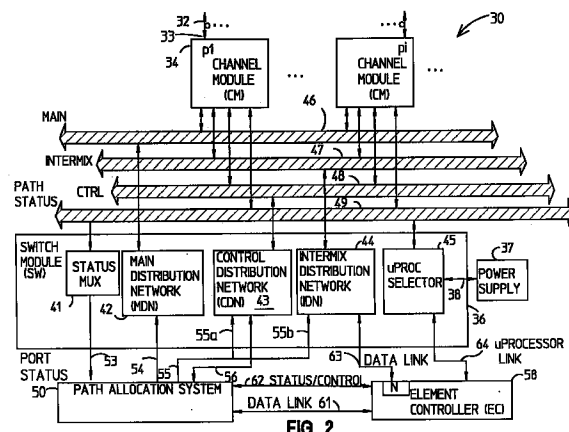 32
33
34
p1
CHANNEL
MODULE
(CM)
...
pi
CHANNEL
MODULE
(CM)
...
30
MAIN
46
INTERMIX
47
PATH
STATUS
CTRL
48
49
SWITCH
MODULE
(SW)
STATUS
MUX
41
MAIN
DISTRIBUTION
NETWORK
(MDN)
42
CONTROL
DISTRIBUTION
NETWORK
(CDN) 43
INTERMIX
DISTRIBUTION
NETWORK
(IDN)
44
uPROC
SELECTOR
45
POWER
SUPPLY
37
38
36
55a
55b
PORT
STATUS
53
54
55
56
63
DATA LINK
64 uPROCESSOR
LINK
50
PATH ALLOCATION SYSTEM
62 STATUS/CONTROL
DATA LINK 61
N
ELEMENT
CONTROLLER (EC)
58
FIG. 2